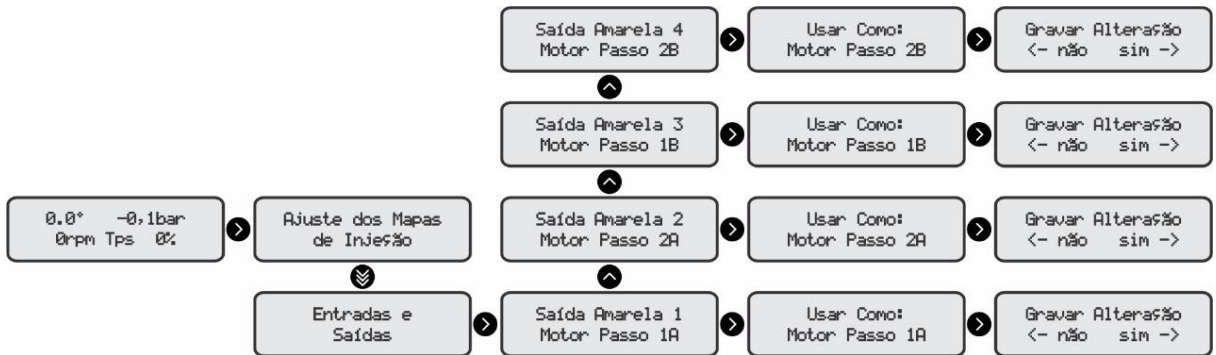 Saída Amarela 4
Motor Passo 2B
Usar Como:
Motor Passo 2B
Gravar Alteração
<- não sim ->
Saída Amarela 3
Motor Passo 1B
Usar Como:
Motor Passo 1B
Gravar Alteração
<- não sim ->
0.0° -0,1bar
0rpm Tps 0%
Ajuste dos Mapas
de Injeção
Saída Amarela 2
Motor Passo 2A
Usar Como:
Motor Passo 2A
Gravar Alteração
<- não sim ->
Entradas e
Saídas
Saída Amarela 1
Motor Passo 1A
Usar Como:
Motor Passo 1A
Gravar Alteração
<- não sim ->